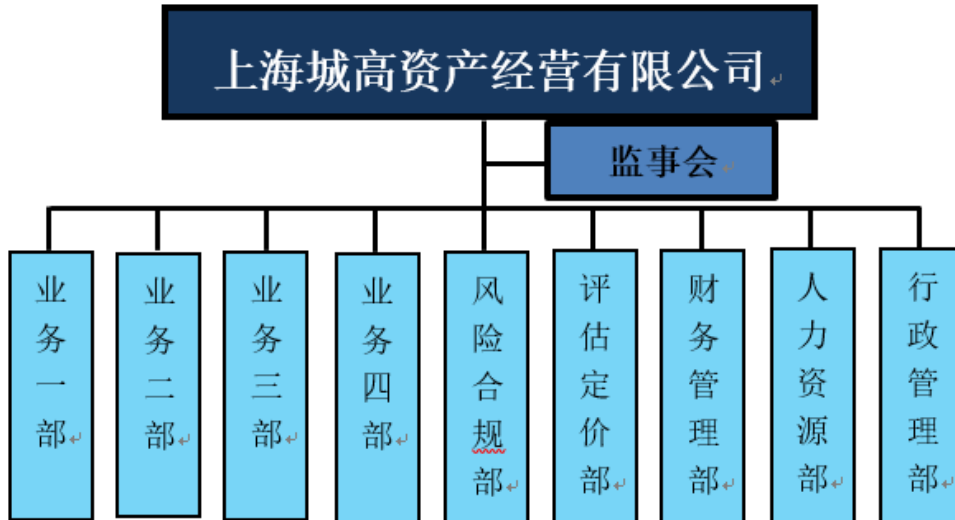 上海城高资产经营有限公司
监事会
业务一部
业务二部
业务三部
业务四部
风险合规部
评估定价部
财务管理部
人力资源部
行政管理部